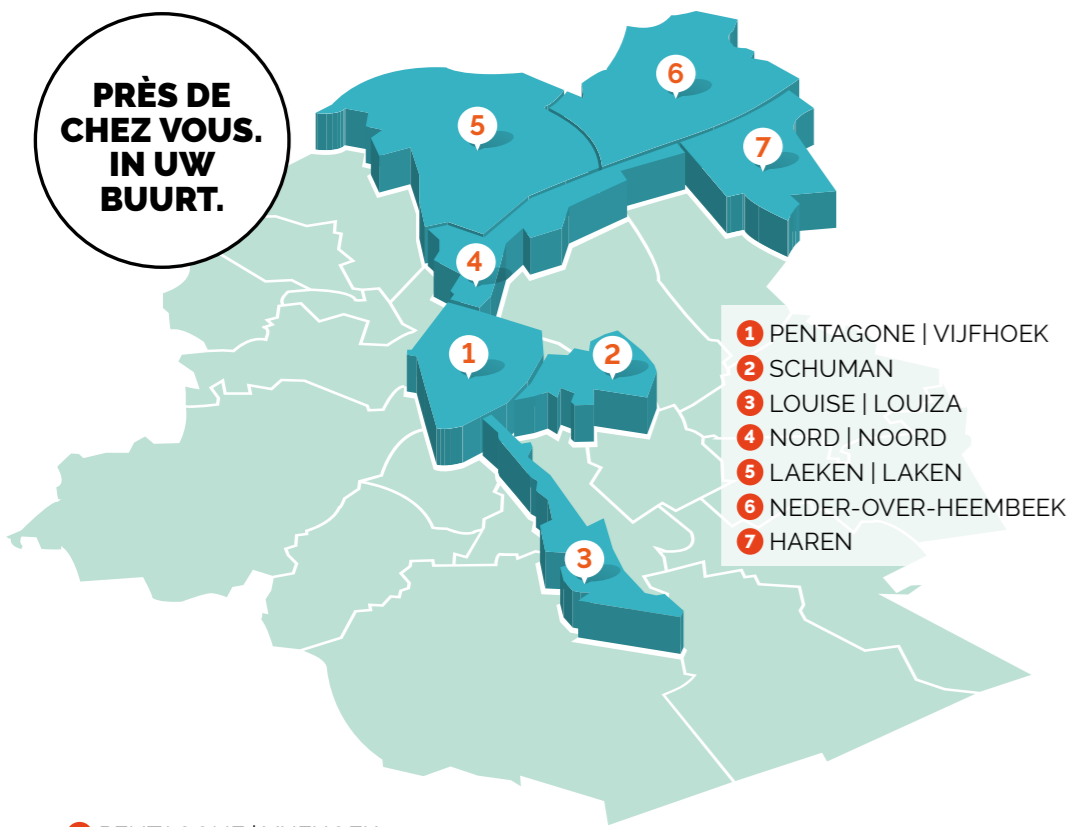 PRÈS DE
CHEZ VOUS.
IN UW
BUURT.
5
6
7
4
1
2
3
1 PENTAGONE | VIJFHOEK
2 SCHUMAN
3 LOUISE | LOUIZA
4 NORD | NOORD
5 LAEKEN | LAKEN
6 NEDER-OVER-HEEMBEEK
7 HAREN